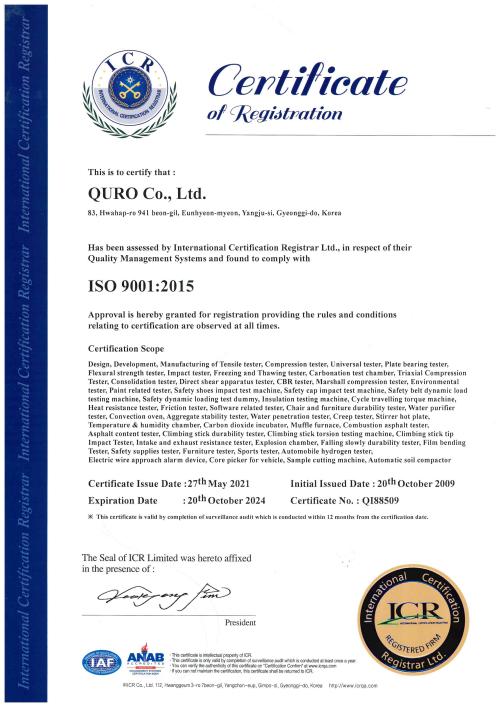 International Certification Registrar
International Certification Registrar
International Certification Registrar
ICR
INTERNATIONAL CERTIFICATION REGISTRAR
Certificate
of Registration
This is to certify that :
QURO Co., Ltd.
83, Hwahap-ro 941 beon-gil, Eunhyeon-myeon, Yangju-si, Gyeonggi-do, Korea
Has been assessed by International Certification Registrar Ltd., in respect of their
Quality Management Systems and found to comply with
ISO 9001:2015
Approval is hereby granted for registration providing the rules and conditions
relating to certification are observed at all times.
Certification Scope
Design, Development, Manufacturing of Tensile tester, Compression tester, Universal tester, Plate bearing tester,
Flexural strength tester, Impact tester, Freezing and Thawing tester, Carbonation test chamber, Triaxial Compression
Tester, Consolidation tester, Direct shear apparatus tester, CBR tester, Marshall compression tester, Environmental
tester, Paint related tester, Safety shoes impact test machine, Safety cap impact test machine, Safety belt dynamic load
testing machine, Safety dynamic loading test dummy, Insulation testing machine, Cycle travelling torque machine,
Heat resistance tester, Friction tester, Software related tester, Chair and furniture durability tester, Water purifier
tester, Convection oven, Aggregate stability tester, Water penetration tester, Creep tester, Stirrer hot plate,
Temperature & humidity chamber, Carbon dioxide incubator, Muffle furnace, Combustion asphalt tester,
Asphalt content tester, Climbing stick durability tester, Climbing stick torsion testing machine, Climbing stick tip
Impact Tester, Intake and exhaust resistance tester, Explosion chamber, Falling slowly durability tester, Film bending
Tester, Safety supplies tester, Furniture tester, Sports tester, Automobile hydrogen tester,
Electric wire approach alarm device, Core picker for vehicle, Sample cutting machine, Automatic soil compactor
Certificate Issue Date : 27th May 2021 Initial Issued Date : 20th October 2009
Expiration Date : 20th October 2024 Certificate No. : QI88509
※ This certificate is valid by completion of surveillance audit which is conducted within 12 months from the certification date.
The Seal of ICR Limited was hereto affixed
in the presence of :
President
IAF
ANAB
ACCREDITED
MANAGEMENT SYSTEMS
CERTIFICATION BODY
· This certificate is intellectual property of ICR.
· This certificate is only valid by completion of surveillance audit which is conducted at least once a year.
· You can verify the authenticity of this certificate on "Certification Confirm" at www.icrqa.com
· If you can not maintain the certification, this certificate shall be returned to ICR.
International Certification
ICR
REGISTERED FIRM
Registrar Ltd.
ICR Co., Ltd. 112, Hwanggeum 3-ro 7beon-gil, Yangchon-eup, Gimpo-si, Gyeonggi-do, Korea http://www.icrqa.com